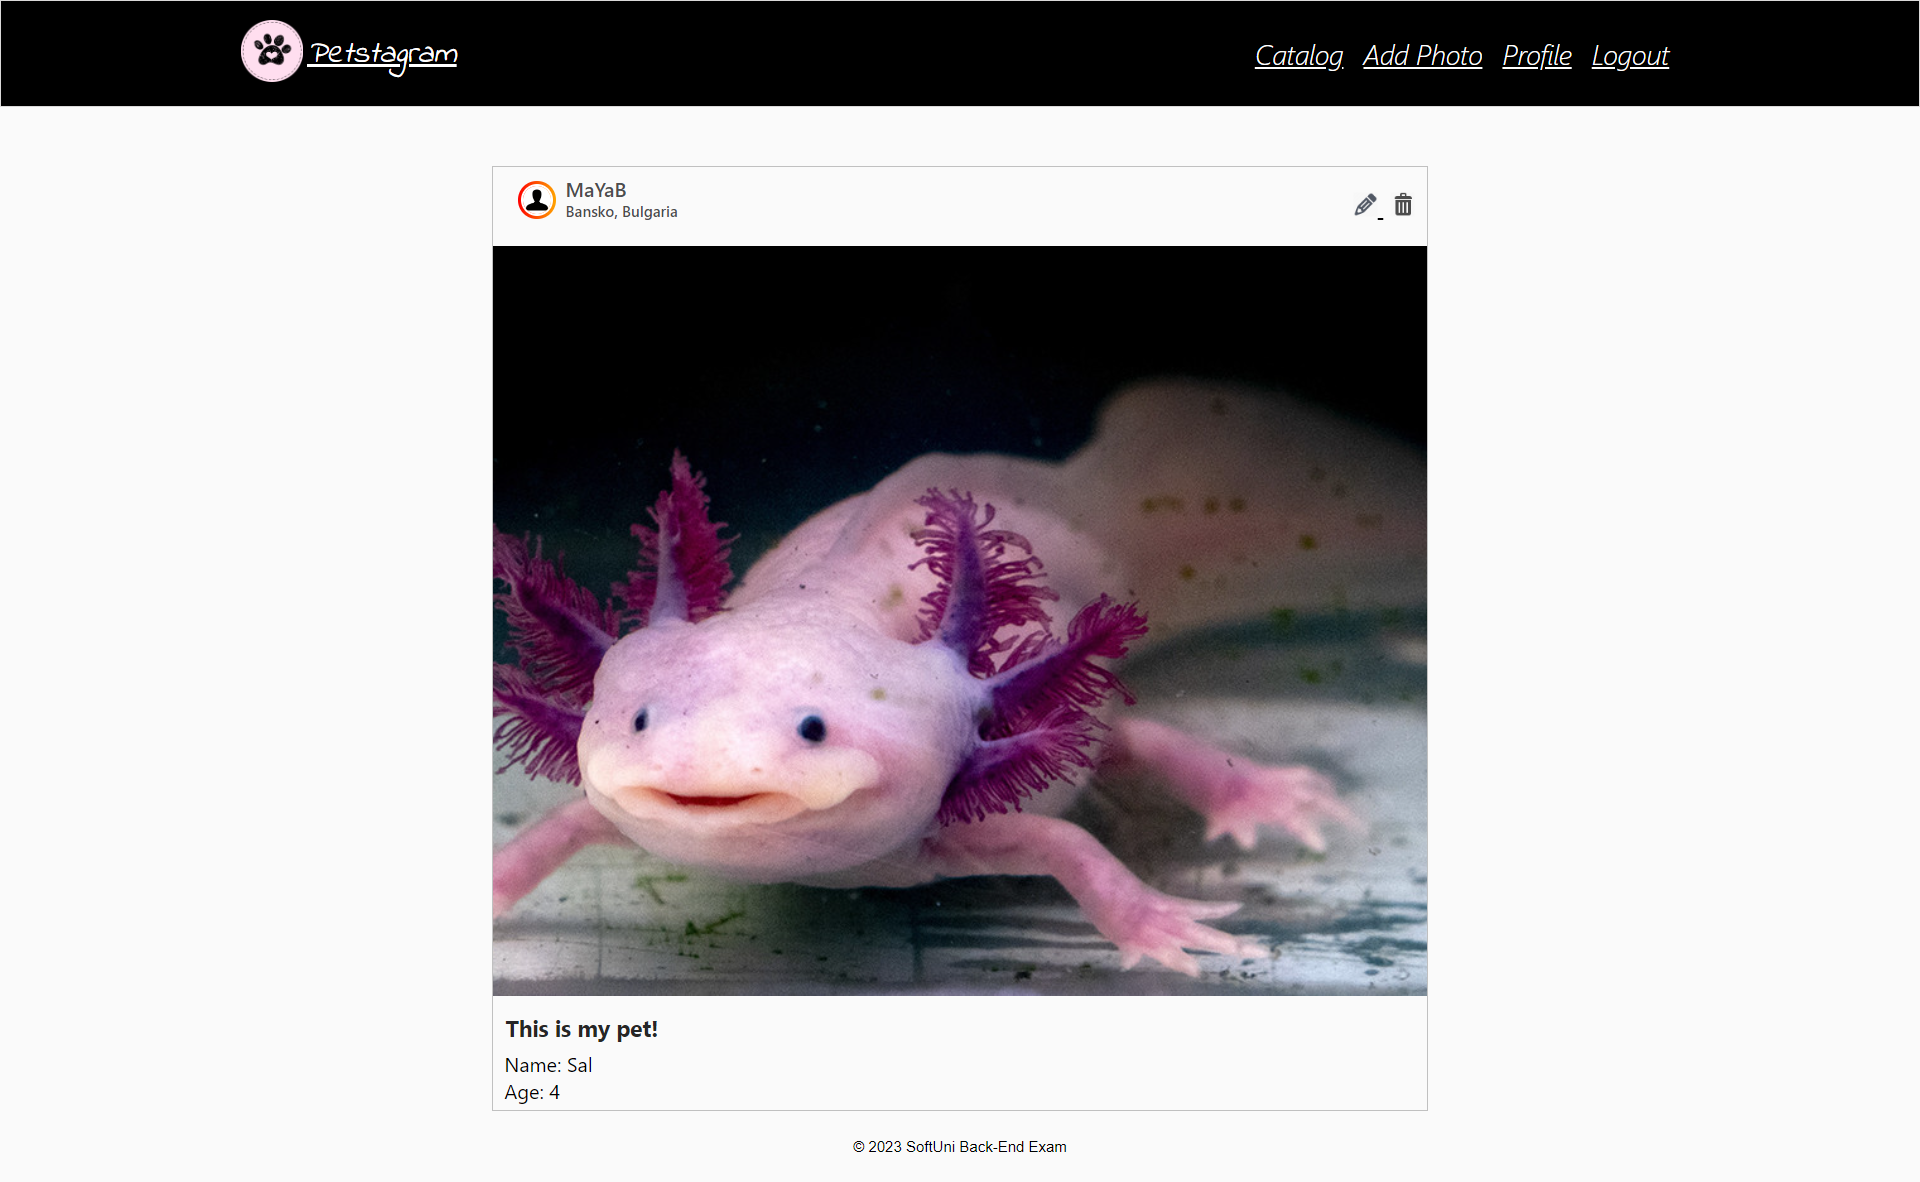 Petstagram
Catalog Add Photo Profile Logout
MaYaB
Bansko, Bulgaria
This is my pet!
Name: Sal
Age: 4
© 2023 SoftUni Back-End Exam